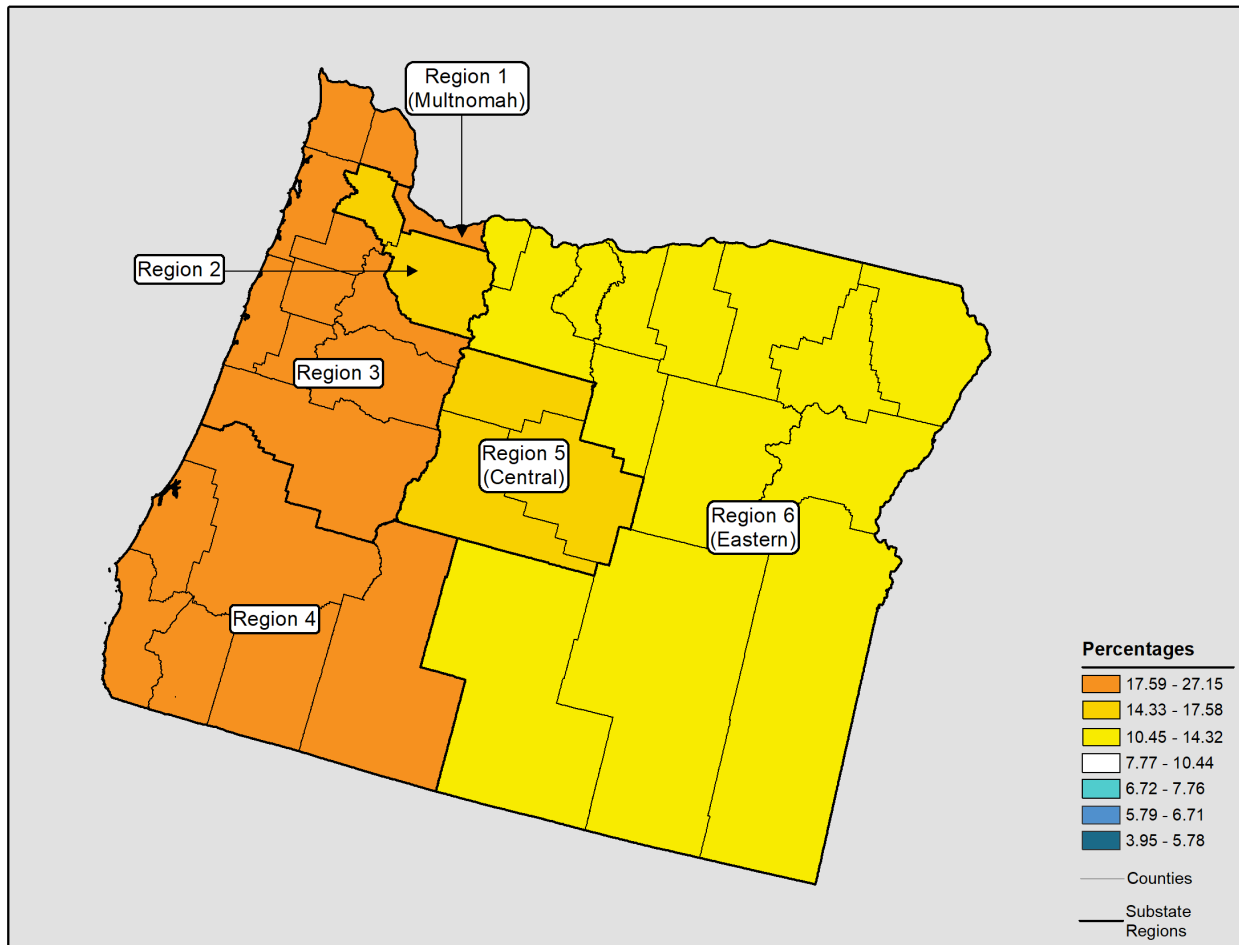 Region 1
(Multnomah)
Region 2
Region 3
Region 5
(Central)
Region 6
(Eastern)
Region 4
Percentages
17.59 - 27.15
14.33 - 17.58
10.45 - 14.32
7.77 - 10.44
6.72 - 7.76
5.79 - 6.71
3.95 - 5.78
Counties
Substate
Regions